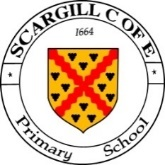 SCARGILL C OF E
1664
Primary School